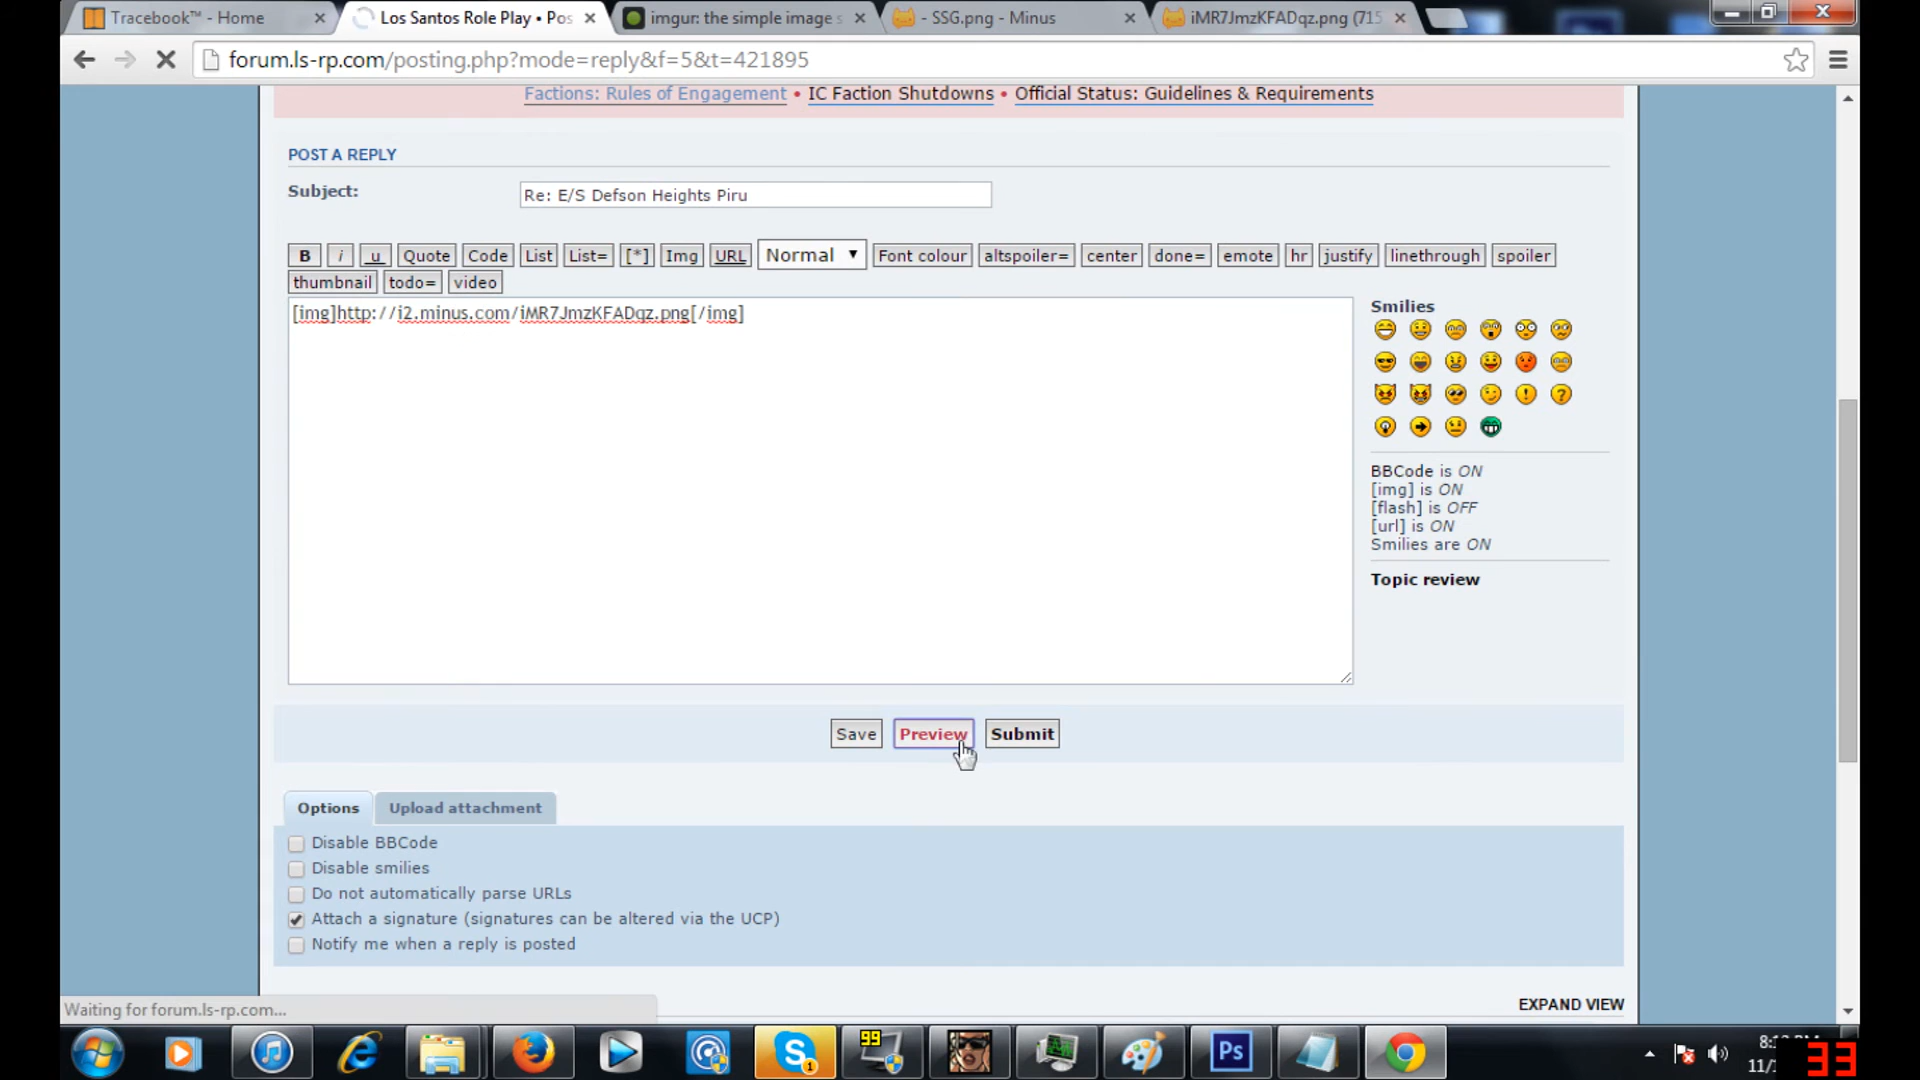 Tracebook™ - Home
Los Santos Role Play • Pos
imgur: the simple image s
- SSG.png - Minus
iMR7JmzKFADqz.png (715
forum.ls-rp.com/posting.php?mode=reply&f=5&t=421895
Factions: Rules of Engagement • IC Faction Shutdowns • Official Status: Guidelines & Requirements
POST A REPLY
Subject:
Re: E/S Defson Heights Piru
B i u Quote Code List List= [*] Img URL Normal Font colour altspoiler= center done= emote hr justify linethrough spoiler
thumbnail todo= video
[img]http://i2.minus.com/iMR7JmzKFADqz.png[/img]
Smilies
BBCode is ON
[img] is ON
[flash] is OFF
[url] is ON
Smilies are ON
Topic review
Save Preview Submit
Options Upload attachment
Disable BBCode
Disable smilies
Do not automatically parse URLs
Attach a signature (signatures can be altered via the UCP)
Notify me when a reply is posted
Waiting for forum.ls-rp.com...
EXPAND VIEW
99
1
Ps
33